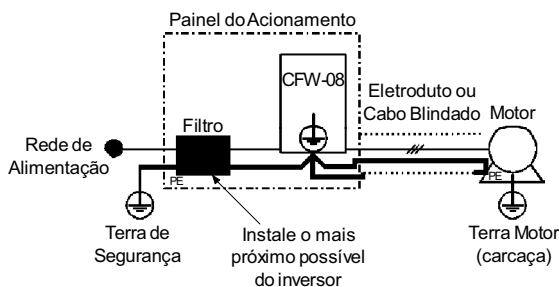 Painel do Acionamento
CFW-08
Eletroduto ou
Cabo Blindado
Motor
Filtro
Rede de
Alimentação
PE
PE
Terra de
Segurança
Instale o mais
próximo possível
do inversor
Terra Motor
(carcaça)